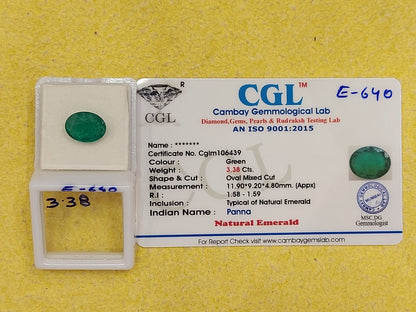 R
CGL
CGL™
E-640
Cambay Gemmological Lab
Diamond,Gems, Pearls & Rudraksh Testing Lab
AN ISO 9001:2015
Name : *******
Certificate No. Cglm106439
Colour : Green
Weight : 3.38 Cts.
Shape & Cut : Oval Mixed Cut
Measurement : 11.90*9.20*4.80mm. (Appx)
R.I : 1.58 - 1.59
Inclusion : Typical of Natural Emerald
Indian Name : Panna
Natural Emerald
MSC,DG
Gemmologist
For Report Check - visit www.cambaygemslab.com
E-640
3.38